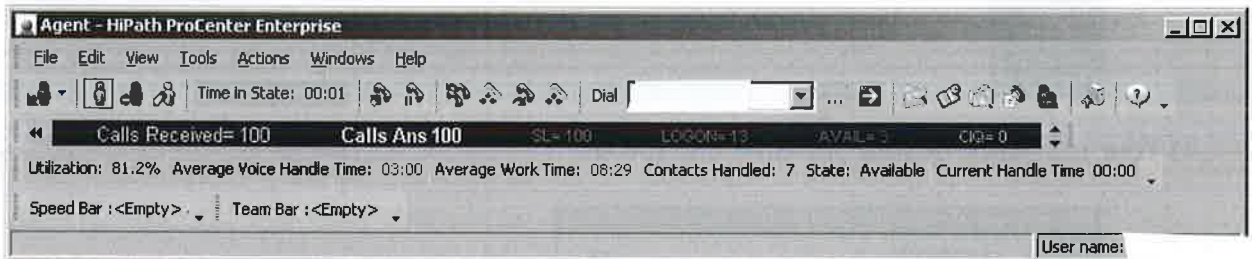 Agent - HiPath ProCenter Enterprise
File Edit View Tools Actions Windows Help
Time in State: 00:01 Dial ...
Calls Received= 100 Calls Ans 100 SL= 100 LOGON= 13 AVAIL= 3 CIQ= 0
Utilization: 81.2% Average Voice Handle Time: 03:00 Average Work Time: 08:29 Contacts Handled: 7 State: Available Current Handle Time 00:00
Speed Bar :<Empty> Team Bar :<Empty>
User name: